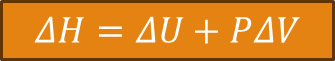 ΔH = ΔU + PΔV